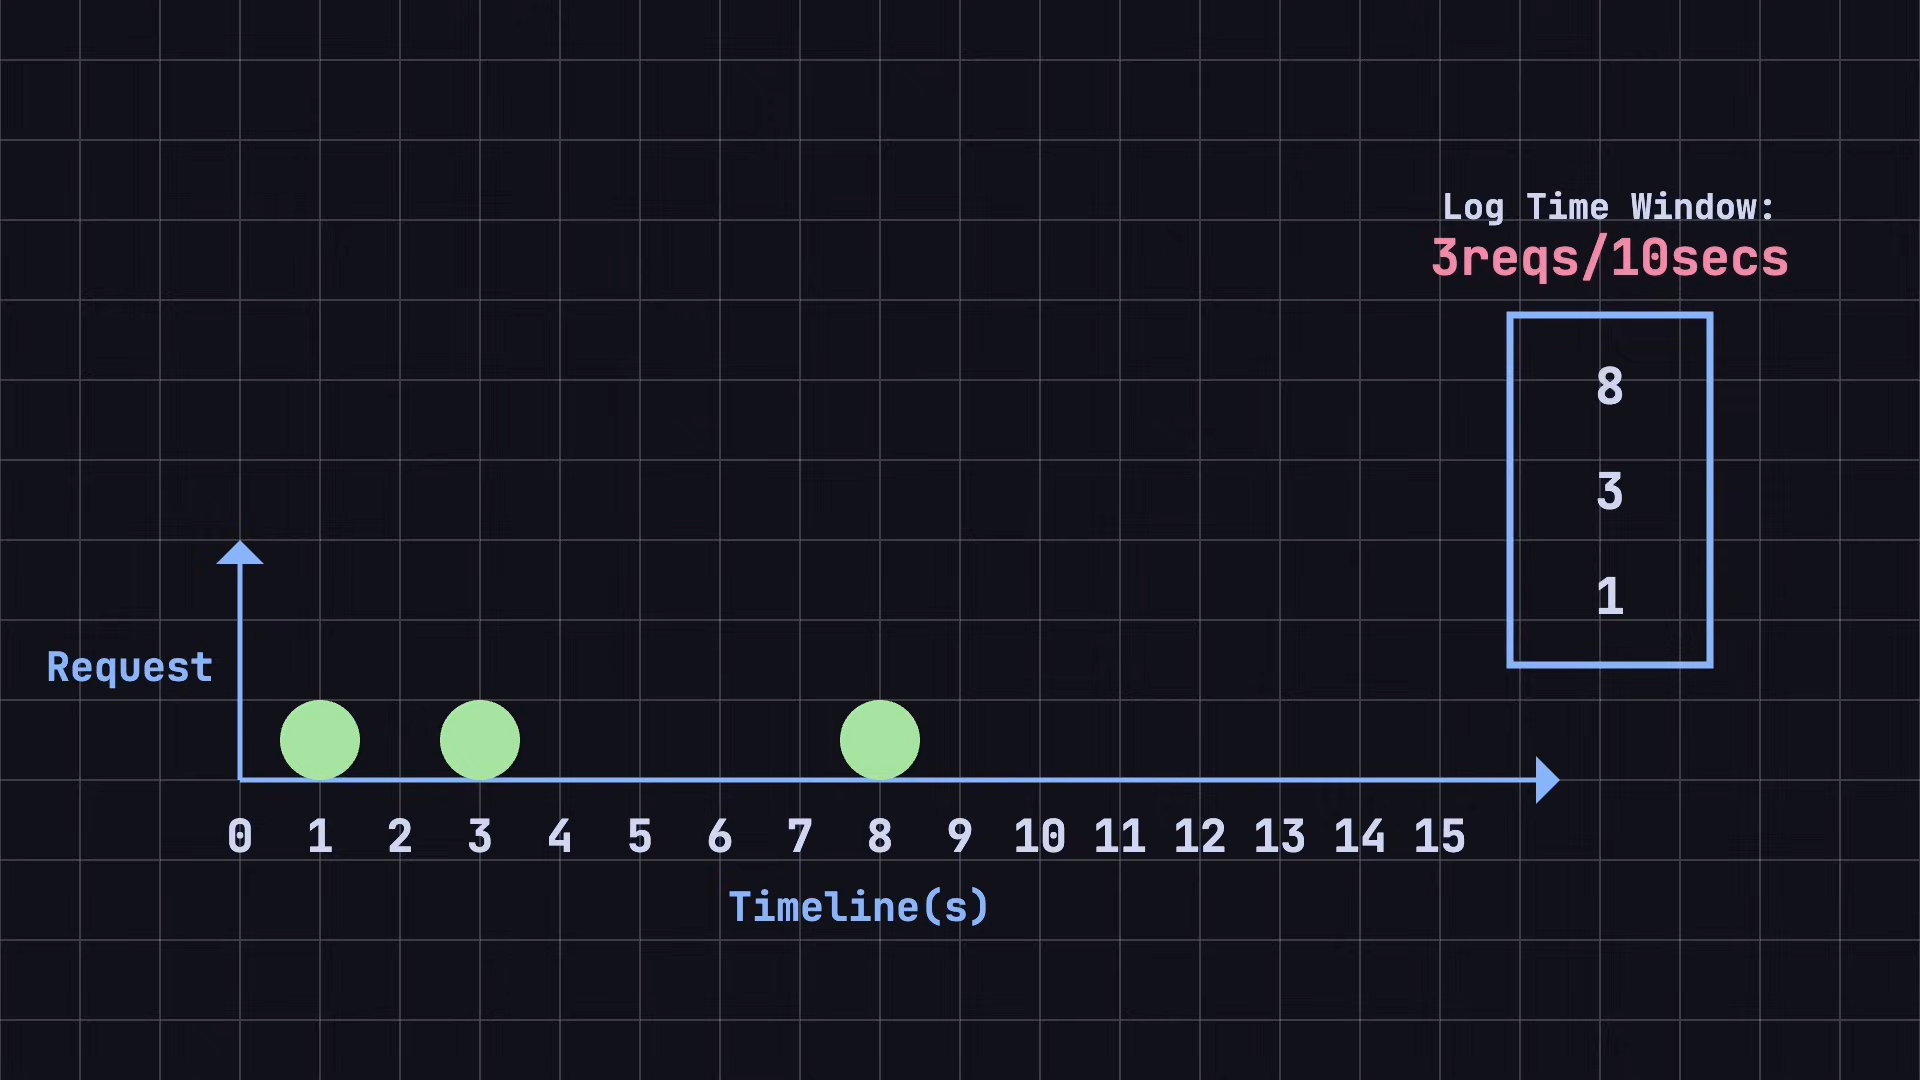 Log Time Window:
3reqs/10secs
8
3
1
Request
0 1 2 3 4 5 6 7 8 9 10 11 12 13 14 15
Timeline(s)